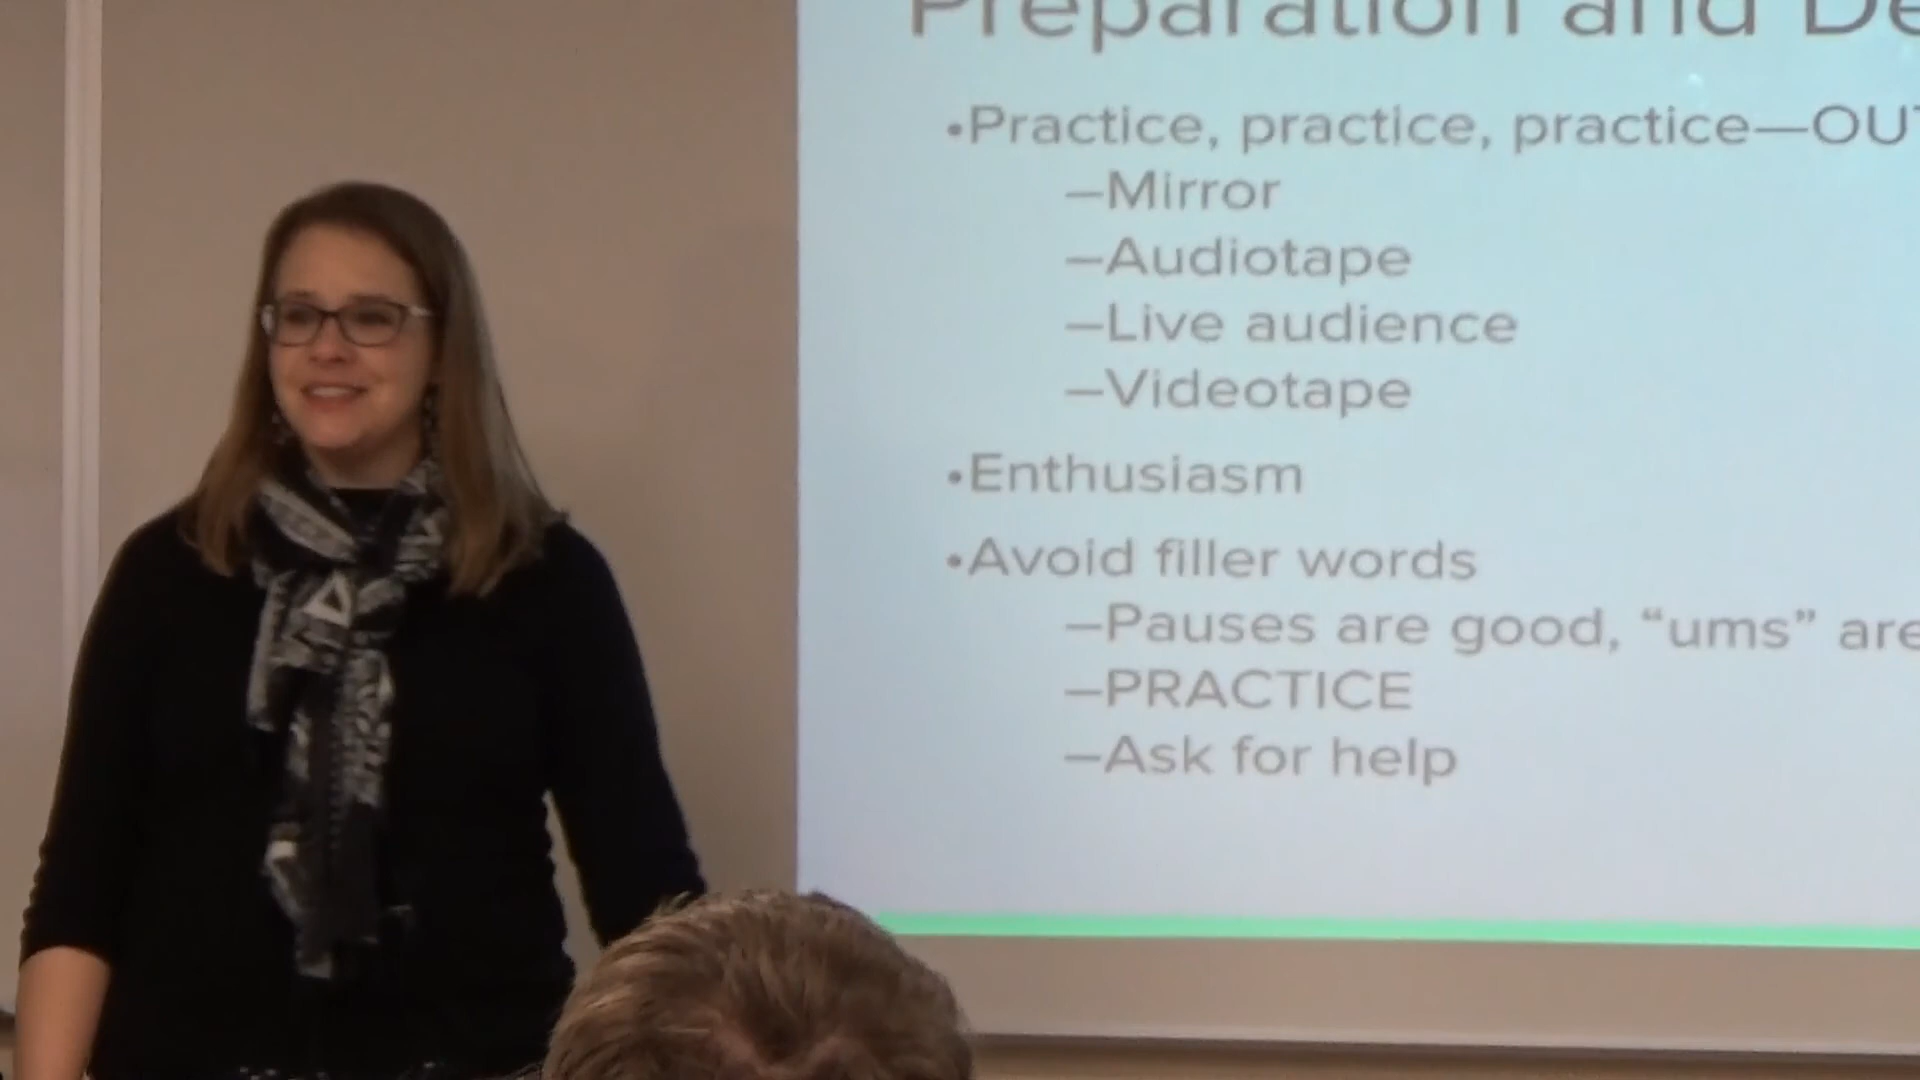 Preparation and De
•Practice, practice, practice—OUT
—Mirror
—Audiotape
—Live audience
—Videotape
•Enthusiasm
•Avoid filler words
—Pauses are good, “ums” are
—PRACTICE
—Ask for help